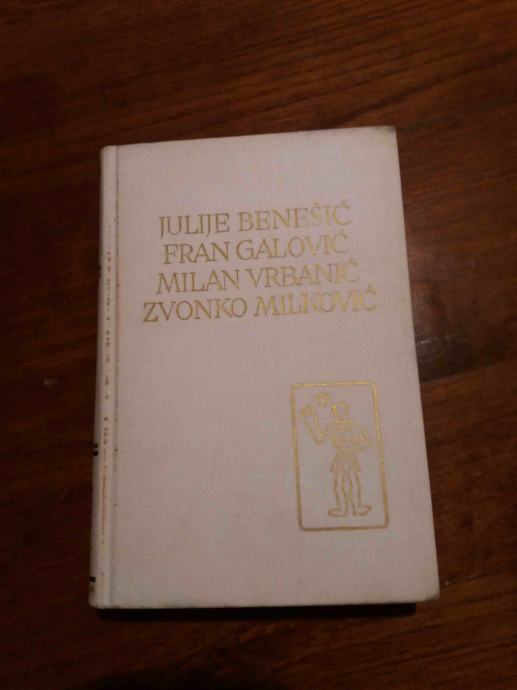 JULIJE BENEŠIĆ
FRAN GALOVIĆ
MILAN VRBANIĆ
ZVONKO MILKOVIĆ